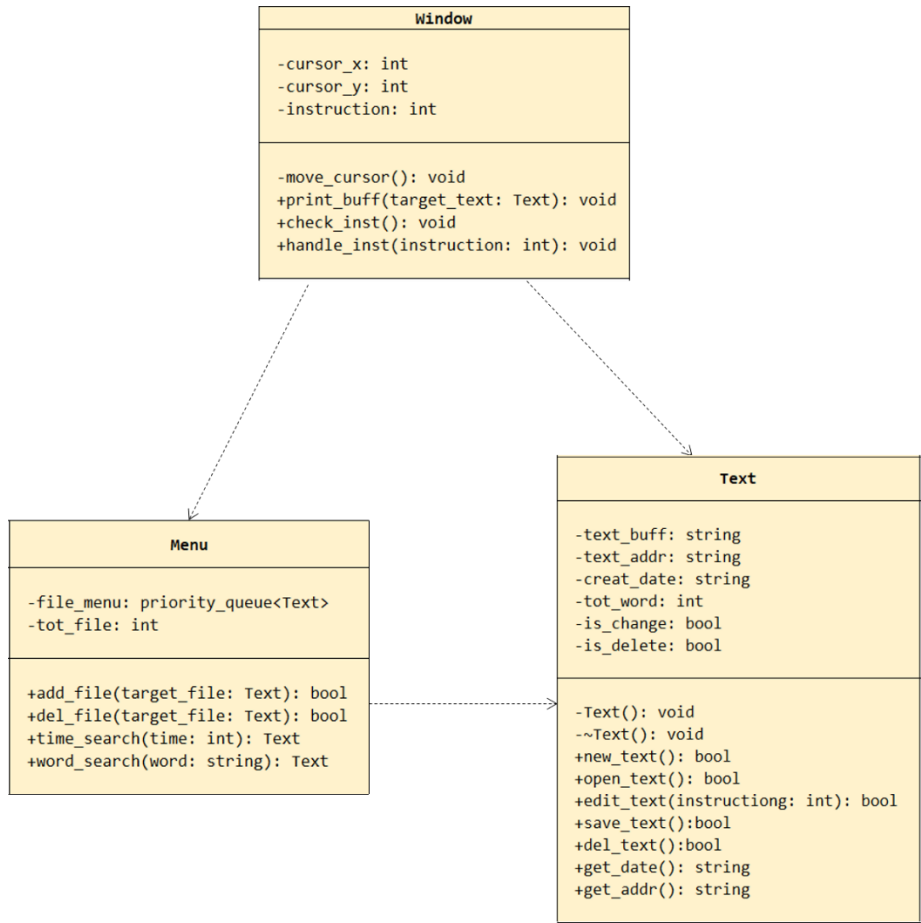 Window
-cursor_x: int
-cursor_y: int
-instruction: int
-move_cursor(): void
+print_buff(target_text: Text): void
+check_inst(): void
+handle_inst(instruction: int): void
Menu
-file_menu: priority_queue<Text>
-tot_file: int
+add_file(target_file: Text): bool
+del_file(target_file: Text): bool
+time_search(time: int): Text
+word_search(word: string): Text
Text
-text_buff: string
-text_addr: string
-creat_date: string
-tot_word: int
-is_change: bool
-is_delete: bool
-Text(): void
-~Text(): void
+new_text(): bool
+open_text(): bool
+edit_text(instructiong: int): bool
+save_text():bool
+del_text():bool
+get_date(): string
+get_addr(): string